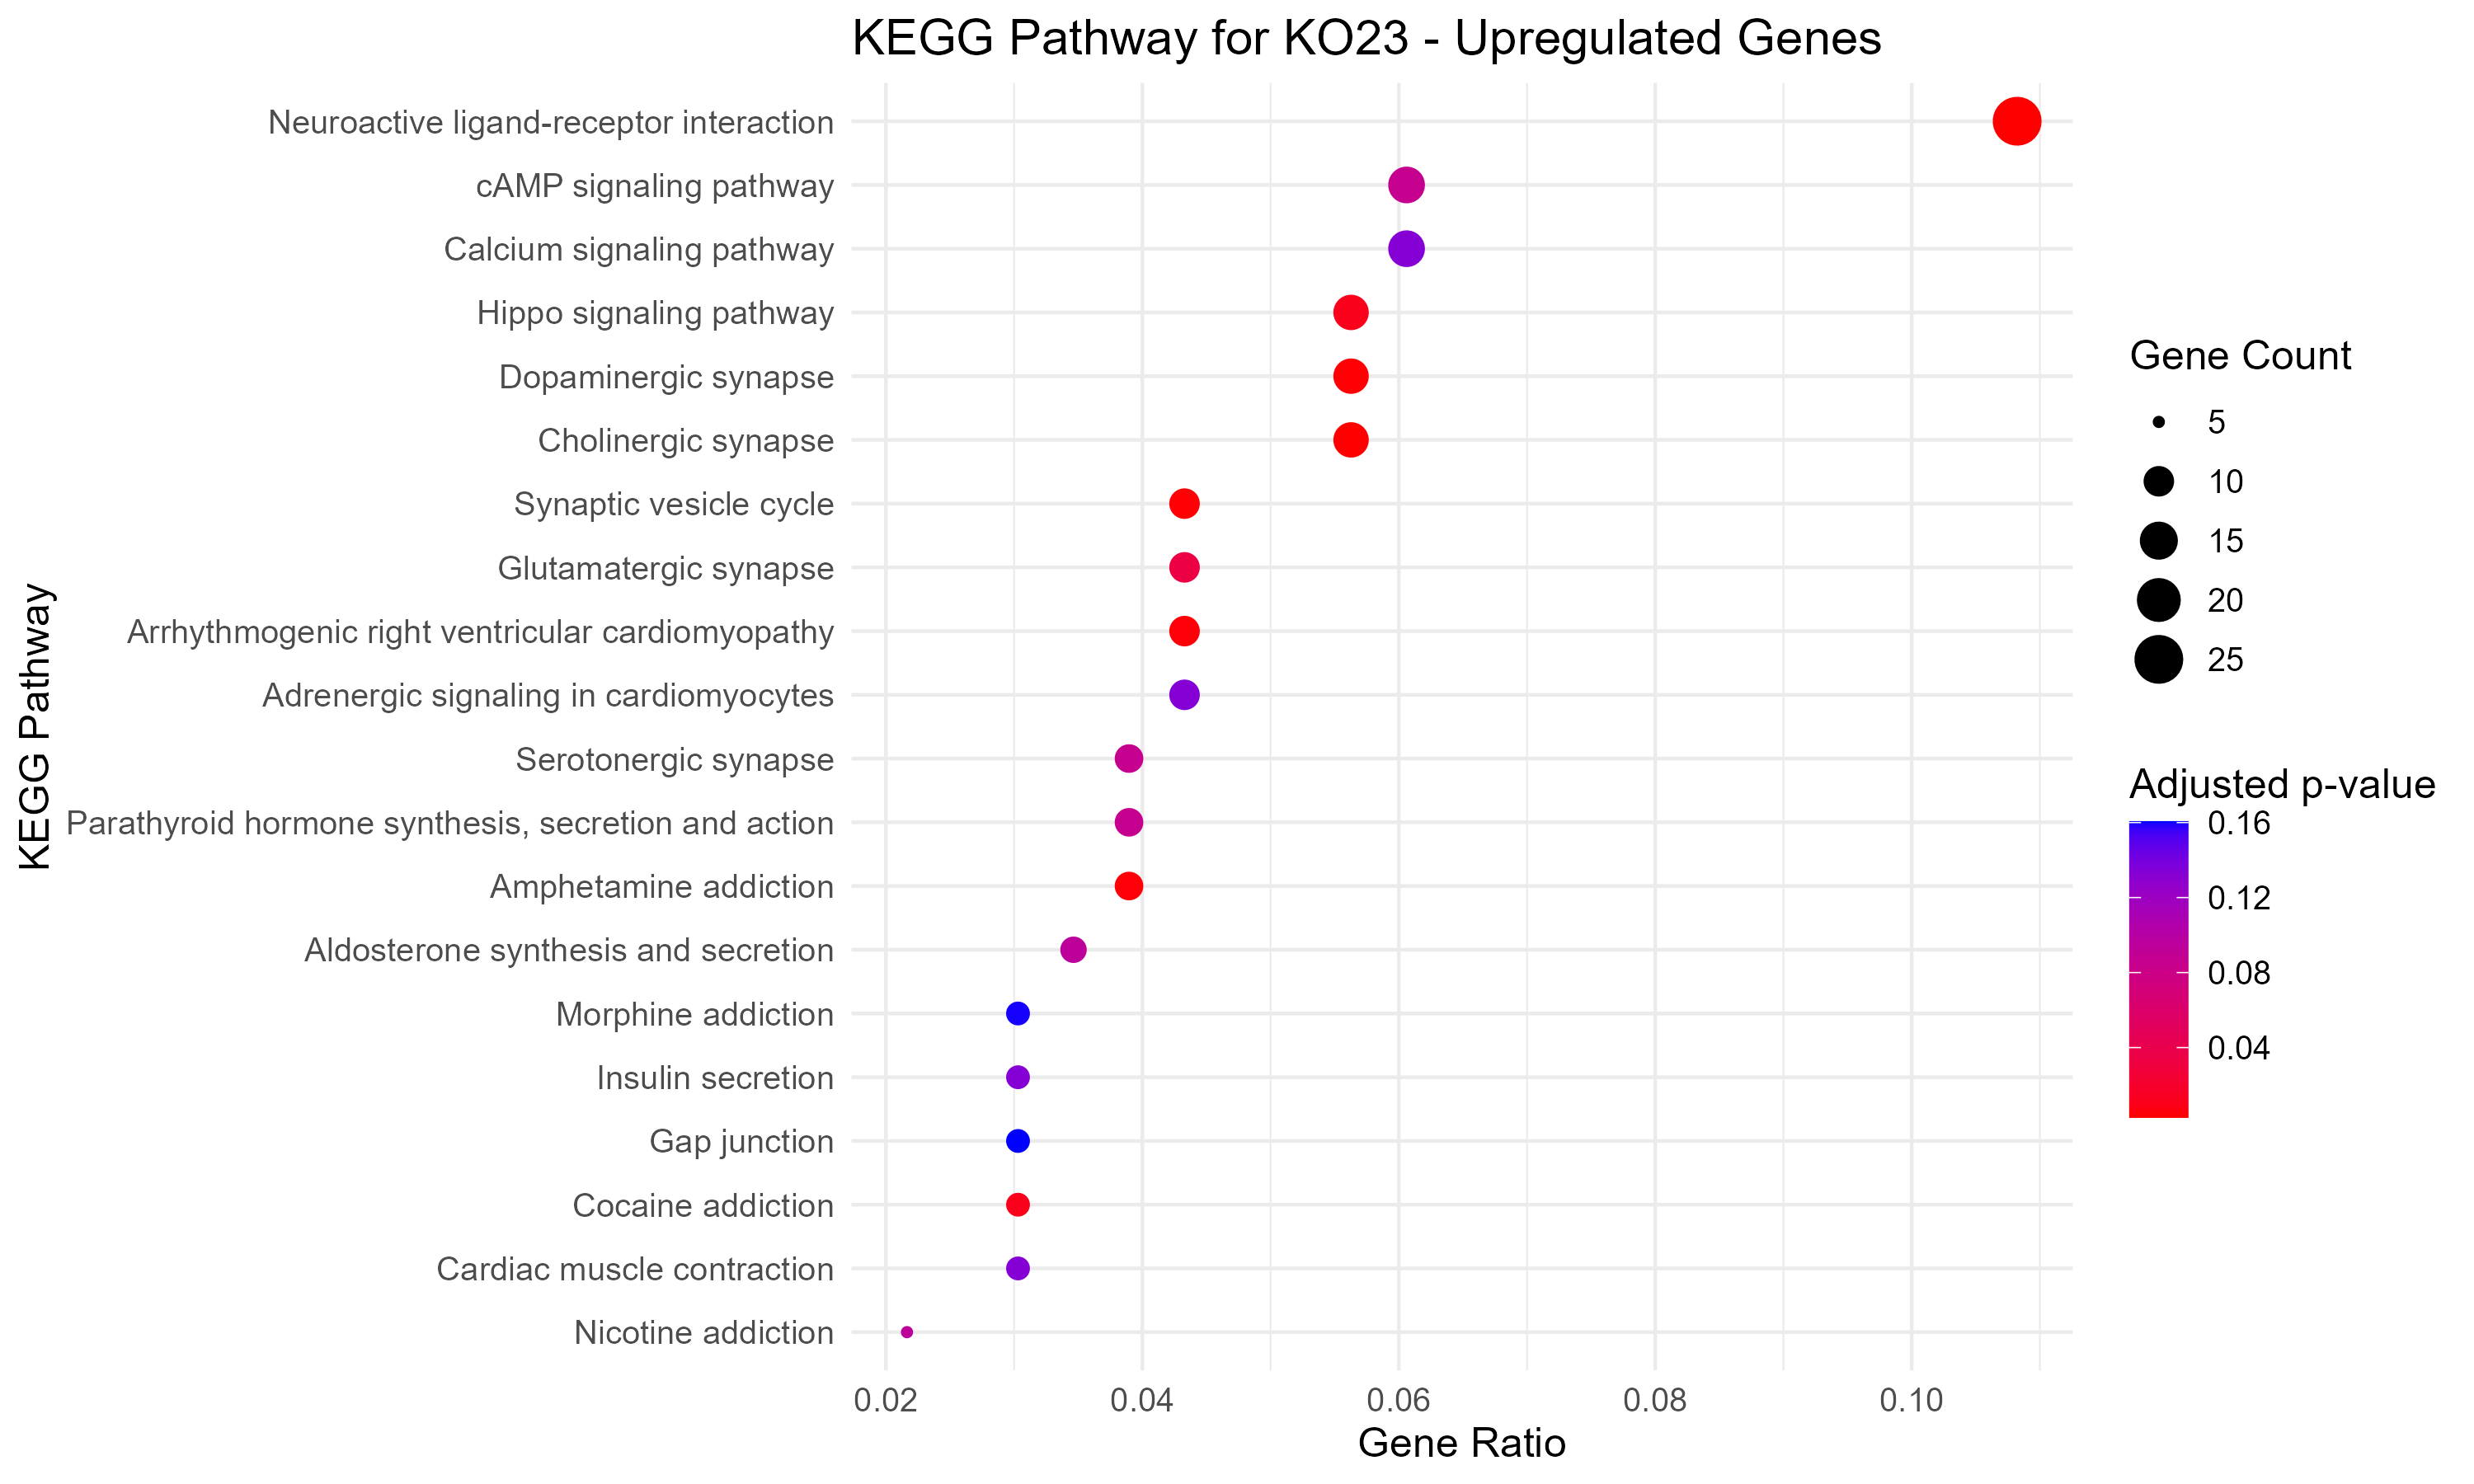 KEGG Pathway for KO23 - Upregulated Genes
KEGG Pathway
Neuroactive ligand-receptor interaction
cAMP signaling pathway
Calcium signaling pathway
Hippo signaling pathway
Dopaminergic synapse
Cholinergic synapse
Synaptic vesicle cycle
Glutamatergic synapse
Arrhythmogenic right ventricular cardiomyopathy
Adrenergic signaling in cardiomyocytes
Serotonergic synapse
Parathyroid hormone synthesis, secretion and action
Amphetamine addiction
Aldosterone synthesis and secretion
Morphine addiction
Insulin secretion
Gap junction
Cocaine addiction
Cardiac muscle contraction
Nicotine addiction
0.02 0.04 0.06 0.08 0.10
Gene Ratio
Gene Count
5
10
15
20
25
Adjusted p-value
0.16
0.12
0.08
0.04